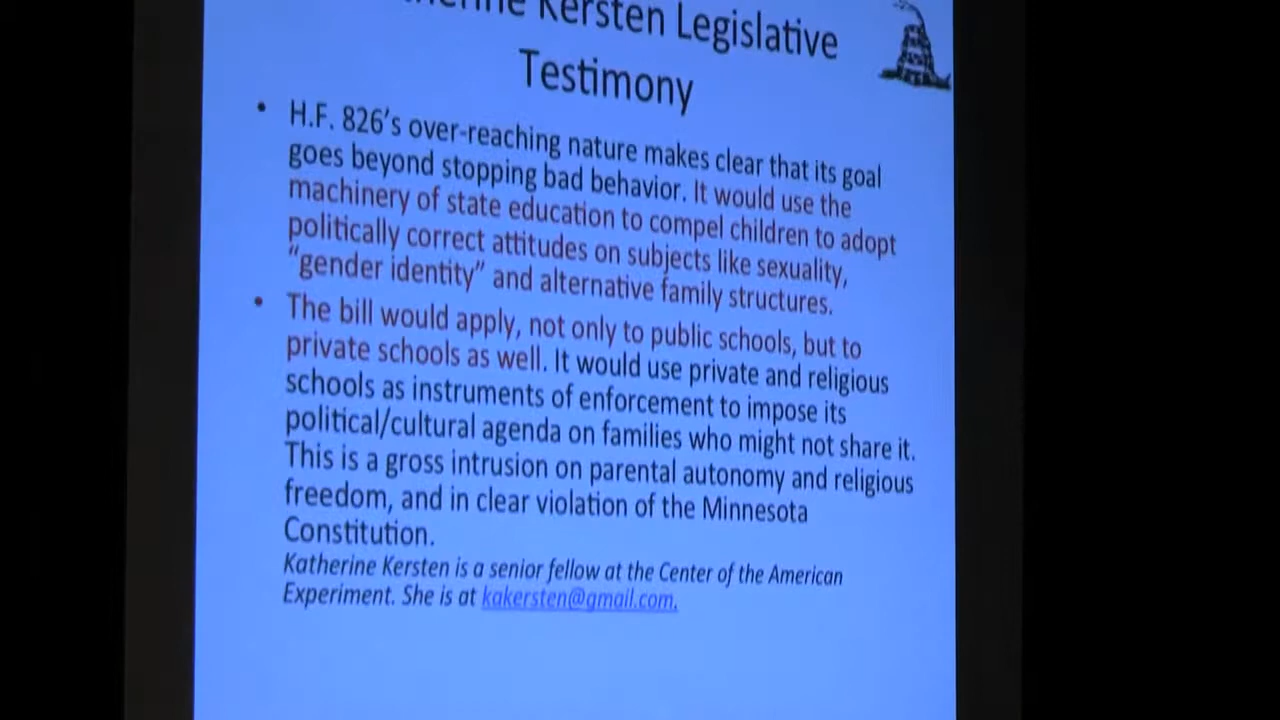 Kersten Legislative
Testimony
• H.F. 826's over-reaching nature makes clear that its goal
goes beyond stopping bad behavior. It would use the
machinery of state education to compel children to adopt
politically correct attitudes on subjects like sexuality,
“gender identity” and alternative family structures.
• The bill would apply, not only to public schools, but to
private schools as well. It would use private and religious
schools as instruments of enforcement to impose its
political/cultural agenda on families who might not share it.
This is a gross intrusion on parental autonomy and religious
freedom, and in clear violation of the Minnesota
Constitution.
Katherine Kersten is a senior fellow at the Center of the American
Experiment. She is at kakersten@gmail.com.